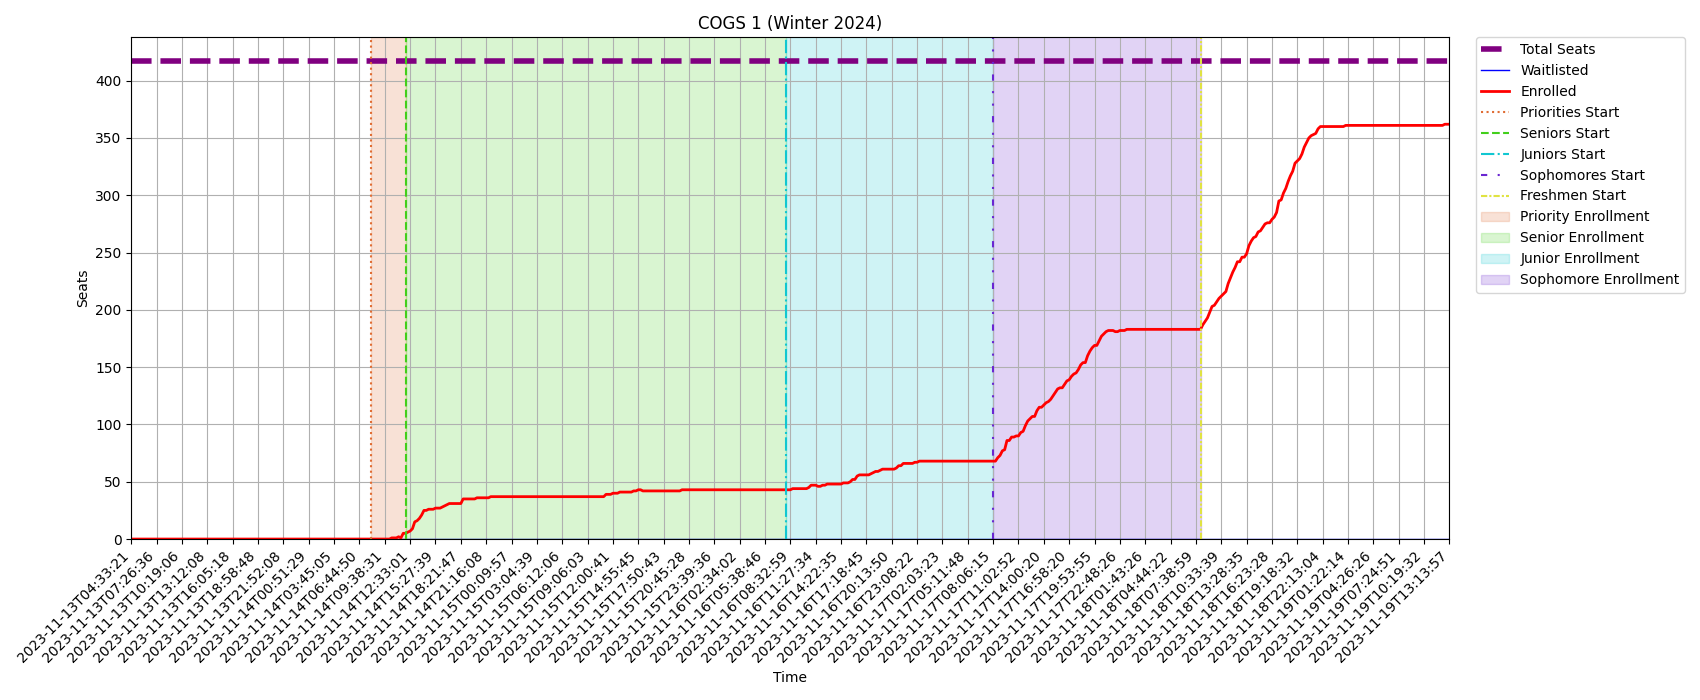 COGS 1 (Winter 2024)
Total Seats
Waitlisted
Enrolled
Priorities Start
Seniors Start
Juniors Start
Sophomores Start
Freshmen Start
Priority Enrollment
Senior Enrollment
Junior Enrollment
Sophomore Enrollment
Seats
400
350
300
250
200
150
100
50
0
2023-11-13T04:33:21
2023-11-13T07:26:36
2023-11-13T10:19:06
2023-11-13T13:12:08
2023-11-13T16:05:18
2023-11-13T18:58:48
2023-11-13T21:52:08
2023-11-14T00:51:29
2023-11-14T03:45:05
2023-11-14T06:44:50
2023-11-14T09:38:31
2023-11-14T12:33:01
2023-11-14T15:27:39
2023-11-14T18:21:47
2023-11-14T21:16:08
2023-11-15T00:09:57
2023-11-15T03:04:39
2023-11-15T06:12:06
2023-11-15T09:06:03
2023-11-15T12:00:41
2023-11-15T14:55:45
2023-11-15T17:50:43
2023-11-15T20:45:28
2023-11-15T23:39:36
2023-11-16T02:34:02
2023-11-16T05:38:46
2023-11-16T08:32:59
2023-11-16T11:27:34
2023-11-16T14:22:35
2023-11-16T17:18:45
2023-11-16T20:13:50
2023-11-16T23:08:22
2023-11-17T02:03:23
2023-11-17T05:11:48
2023-11-17T08:06:15
2023-11-17T11:02:52
2023-11-17T14:00:20
2023-11-17T16:58:20
2023-11-17T19:53:55
2023-11-17T22:48:26
2023-11-18T01:43:26
2023-11-18T04:44:22
2023-11-18T07:38:59
2023-11-18T10:33:39
2023-11-18T13:28:35
2023-11-18T16:23:28
2023-11-18T19:18:32
2023-11-18T22:13:04
2023-11-19T01:22:14
2023-11-19T04:26:26
2023-11-19T07:24:51
2023-11-19T10:19:32
2023-11-19T13:13:57
Time